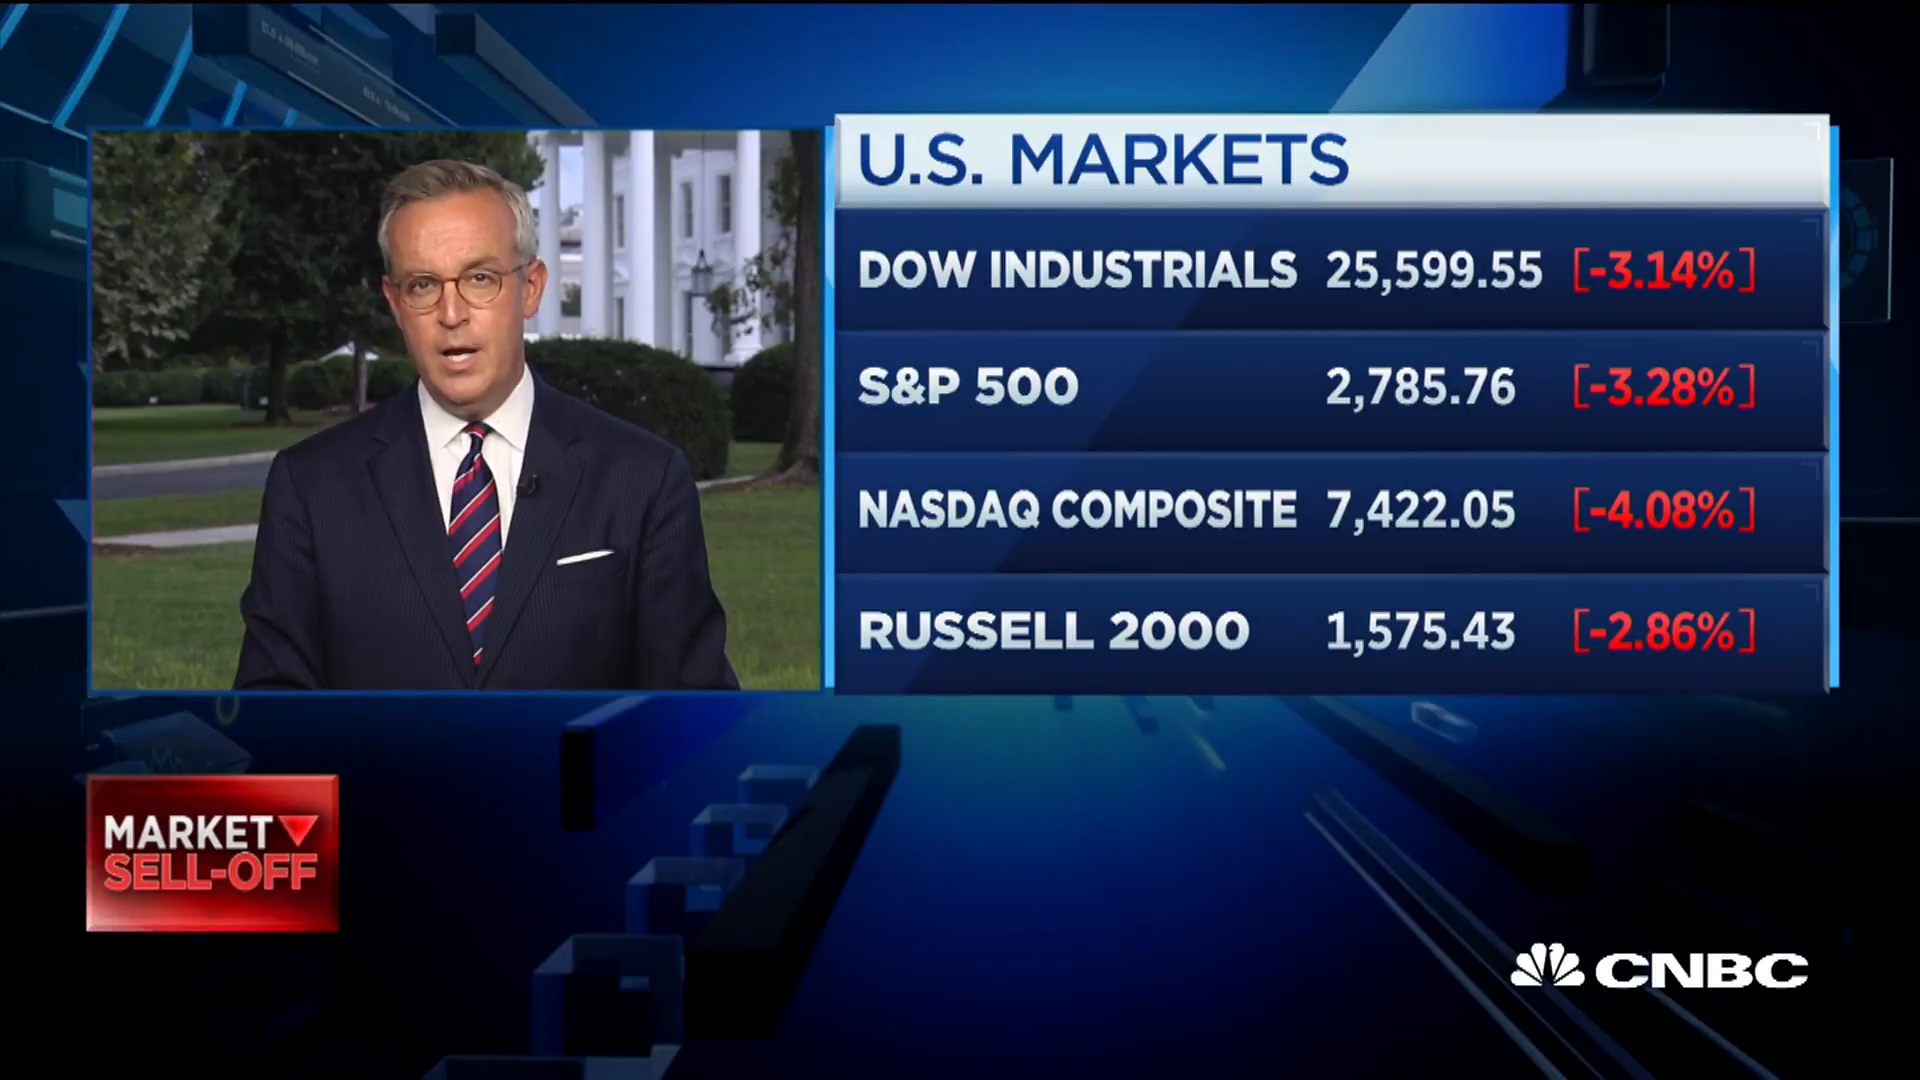 U.S. MARKETS
DOW INDUSTRIALS 25,599.55 [-3.14%]
S&P 500 2,785.76 [-3.28%]
NASDAQ COMPOSITE 7,422.05 [-4.08%]
RUSSELL 2000 1,575.43 [-2.86%]
MARKET
SELL-OFF
CNBC